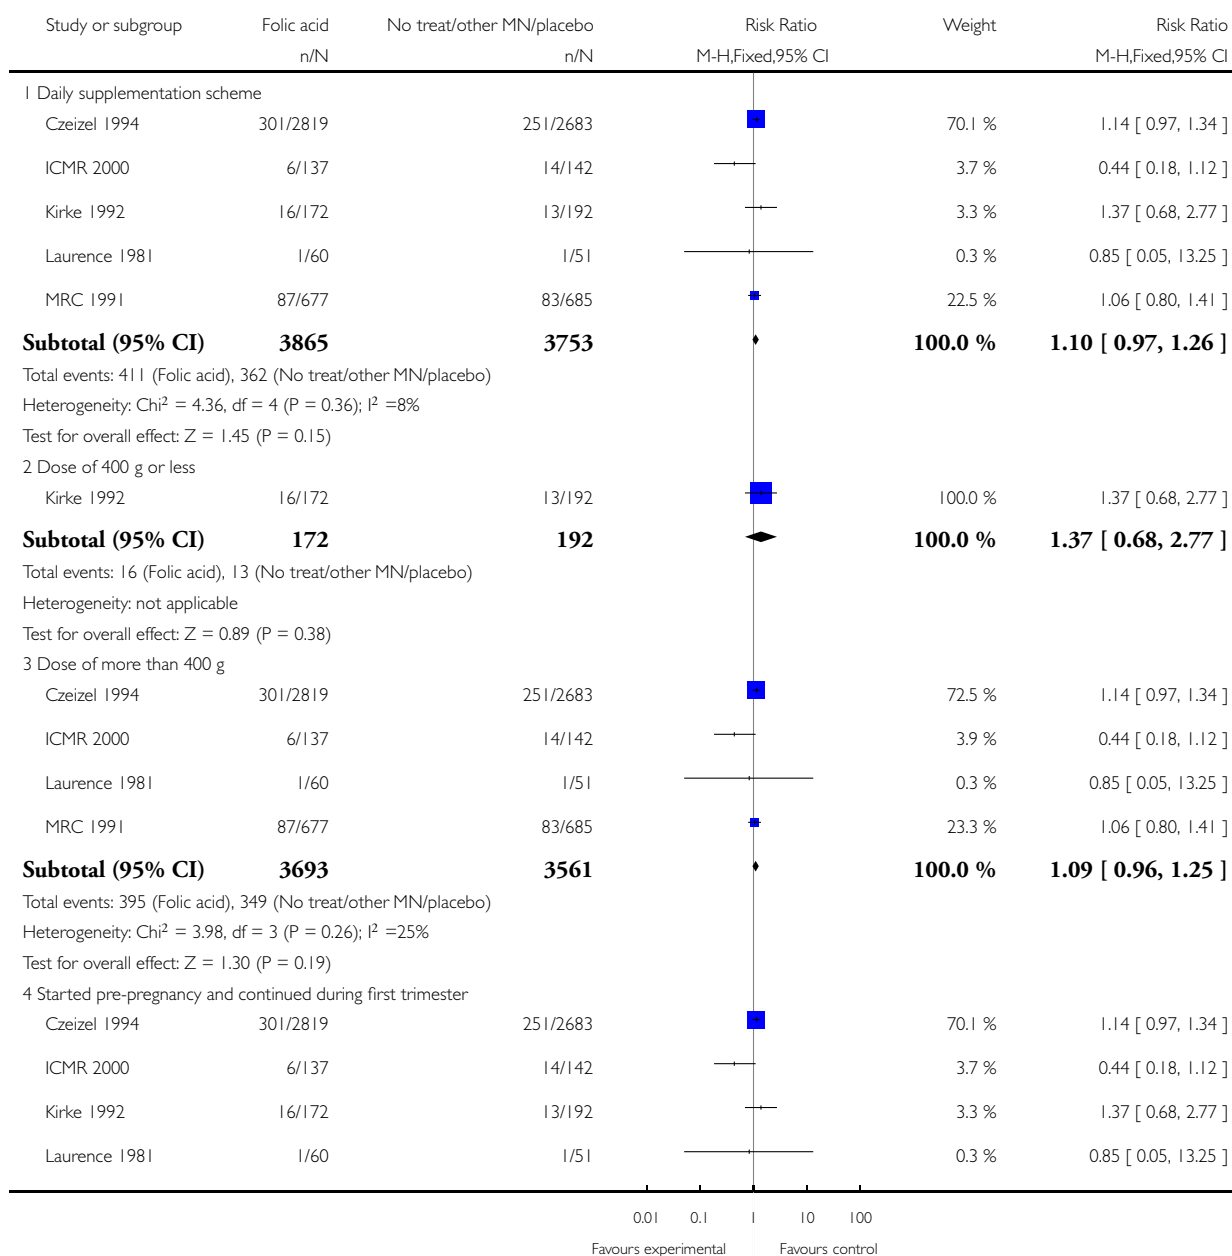 Study or subgroup Folic acid No treat/other MN/placebo Risk Ratio Weight Risk Ratio
n/N n/N M-H,Fixed,95% CI M-H,Fixed,95% CI
1 Daily supplementation scheme
Czeizel 1994 301/2819 251/2683 70.1 % 1.14 [ 0.97, 1.34 ]
ICMR 2000 6/137 14/142 3.7 % 0.44 [ 0.18, 1.12 ]
Kirke 1992 16/172 13/192 3.3 % 1.37 [ 0.68, 2.77 ]
Laurence 1981 1/60 1/51 0.3 % 0.85 [ 0.05, 13.25 ]
MRC 1991 87/677 83/685 22.5 % 1.06 [ 0.80, 1.41 ]
Subtotal (95% CI) 3865 3753 100.0 % 1.10 [ 0.97, 1.26 ]
Total events: 411 (Folic acid), 362 (No treat/other MN/placebo)
Heterogeneity: Chi² = 4.36, df = 4 (P = 0.36); I² =8%
Test for overall effect: Z = 1.45 (P = 0.15)
2 Dose of 400 g or less
Kirke 1992 16/172 13/192 100.0 % 1.37 [ 0.68, 2.77 ]
Subtotal (95% CI) 172 192 100.0 % 1.37 [ 0.68, 2.77 ]
Total events: 16 (Folic acid), 13 (No treat/other MN/placebo)
Heterogeneity: not applicable
Test for overall effect: Z = 0.89 (P = 0.38)
3 Dose of more than 400 g
Czeizel 1994 301/2819 251/2683 72.5 % 1.14 [ 0.97, 1.34 ]
ICMR 2000 6/137 14/142 3.9 % 0.44 [ 0.18, 1.12 ]
Laurence 1981 1/60 1/51 0.3 % 0.85 [ 0.05, 13.25 ]
MRC 1991 87/677 83/685 23.3 % 1.06 [ 0.80, 1.41 ]
Subtotal (95% CI) 3693 3561 100.0 % 1.09 [ 0.96, 1.25 ]
Total events: 395 (Folic acid), 349 (No treat/other MN/placebo)
Heterogeneity: Chi² = 3.98, df = 3 (P = 0.26); I² =25%
Test for overall effect: Z = 1.30 (P = 0.19)
4 Started pre-pregnancy and continued during first trimester
Czeizel 1994 301/2819 251/2683 70.1 % 1.14 [ 0.97, 1.34 ]
ICMR 2000 6/137 14/142 3.7 % 0.44 [ 0.18, 1.12 ]
Kirke 1992 16/172 13/192 3.3 % 1.37 [ 0.68, 2.77 ]
Laurence 1981 1/60 1/51 0.3 % 0.85 [ 0.05, 13.25 ]
0.01 0.1 1 10 100
Favours experimental Favours control